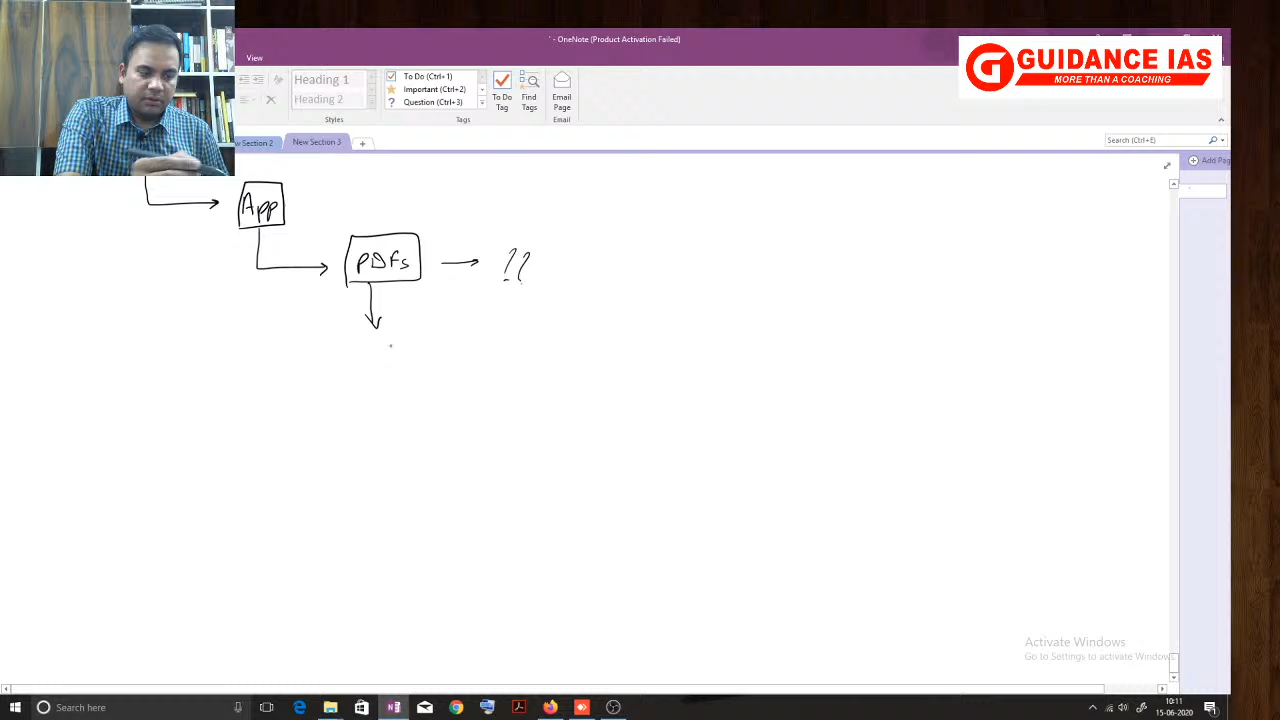 ' - OneNote (Product Activation Failed)
GUIDANCE IAS
MORE THAN A COACHING
View
Heading 1
Heading 2
To Do (Ctrl+1)
Important (Ctrl+2)
Question (Ctrl+3)
To Do
Tag
Find
Tags
Email
Page
Styles
Tags
Email
w Section 2
New Section 3
Search (Ctrl+E)
Add Pag
App
PDFs
??
Activate Windows
Go to Settings to activate Windows.
Search here
10:11
15-06-2020